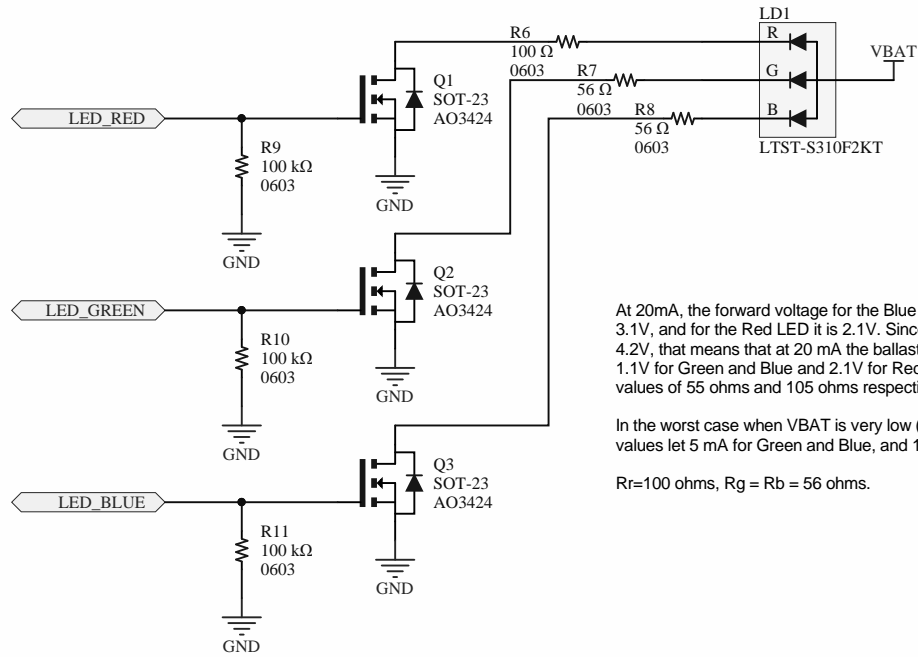 LD1
R6
100 Ω
0603
R
VBAT
R7
56 Ω
0603
G
R8
56 Ω
0603
B
LTST-S310F2KT
Q1
SOT-23
AO3424
LED_RED
R9
100 kΩ
0603
GND
GND
Q2
SOT-23
AO3424
LED_GREEN
R10
100 kΩ
0603
GND
GND
At 20mA, the forward voltage for the Blue
3.1V, and for the Red LED it is 2.1V. Since
4.2V, that means that at 20 mA the ballast
1.1V for Green and Blue and 2.1V for Red
values of 55 ohms and 105 ohms respecti
In the worst case when VBAT is very low (
values let 5 mA for Green and Blue, and 1
Rr=100 ohms, Rg = Rb = 56 ohms.
Q3
SOT-23
AO3424
LED_BLUE
R11
100 kΩ
0603
GND
GND